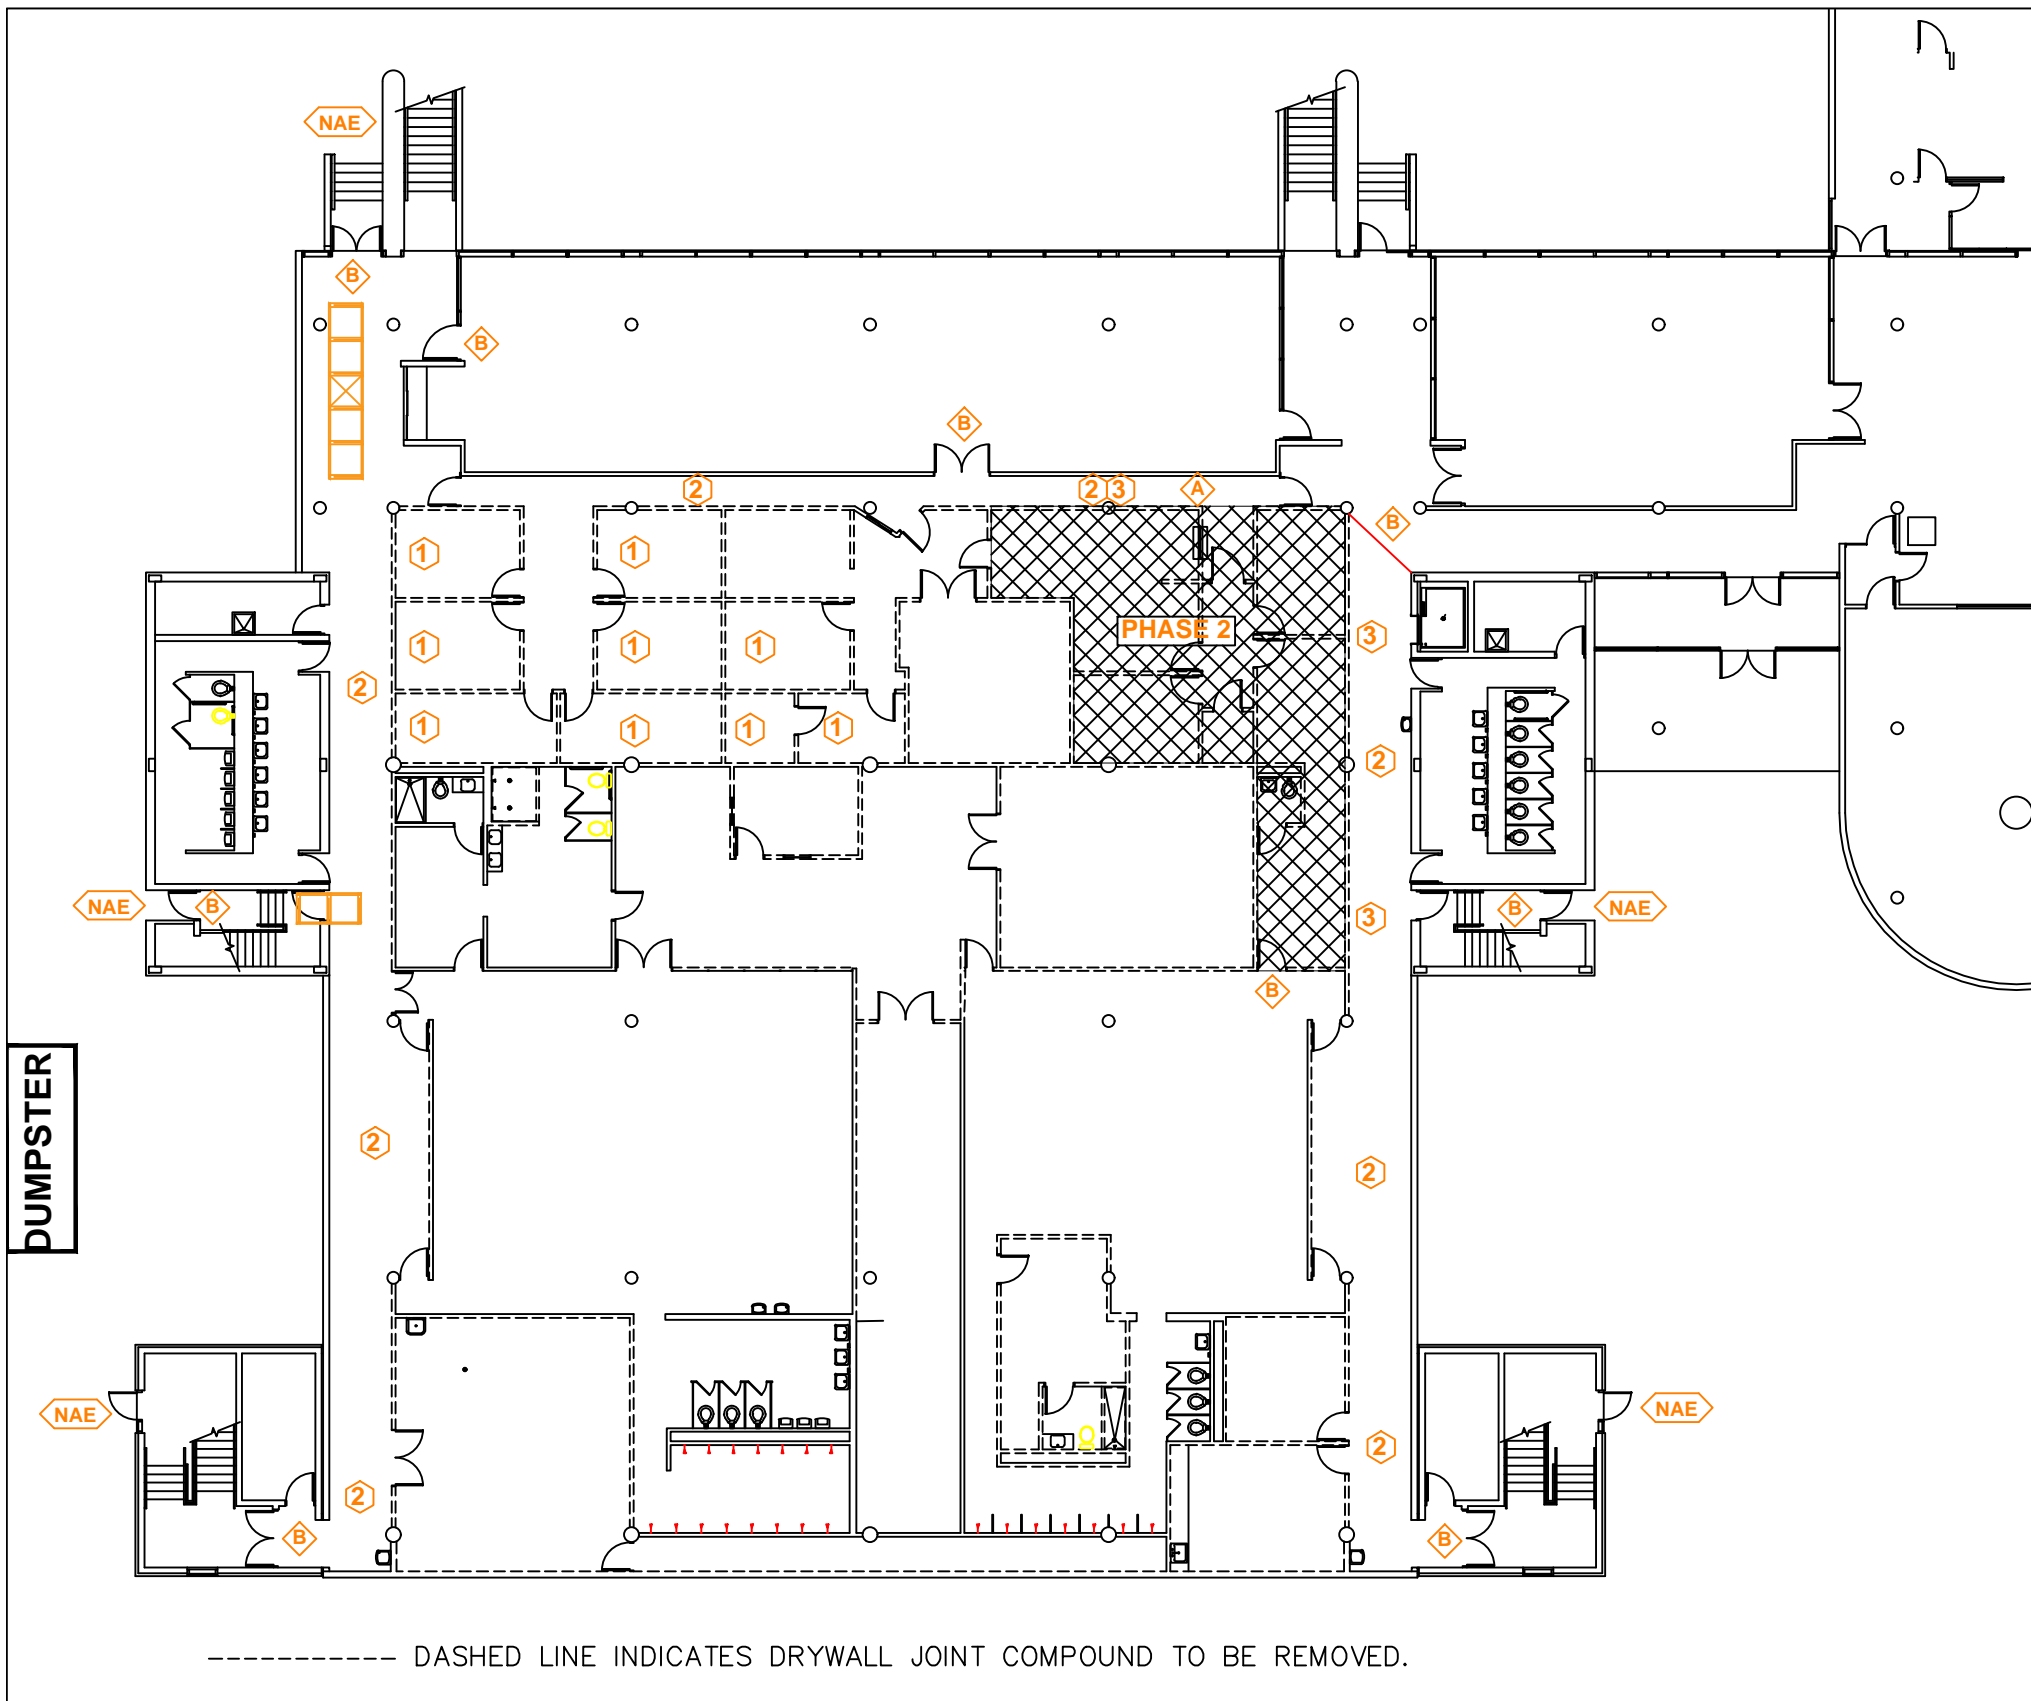 NAE
B
B
B
2
2 3
A
B
1
1
PHASE 2
3
1
1
1
2
1
1
1
1
2
NAE
B
3
B
NAE
B
DUMPSTER
2
2
NAE
NAE
2
2
B
B
DASHED LINE INDICATES DRYWALL JOINT COMPOUND TO BE REMOVED.